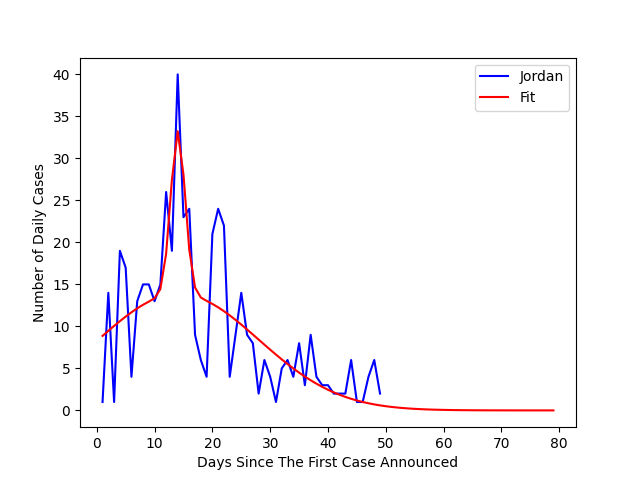 Jordan
Fit
Number of Daily Cases
40
35
30
25
20
15
10
5
0
0 10 20 30 40 50 60 70 80
Days Since The First Case Announced